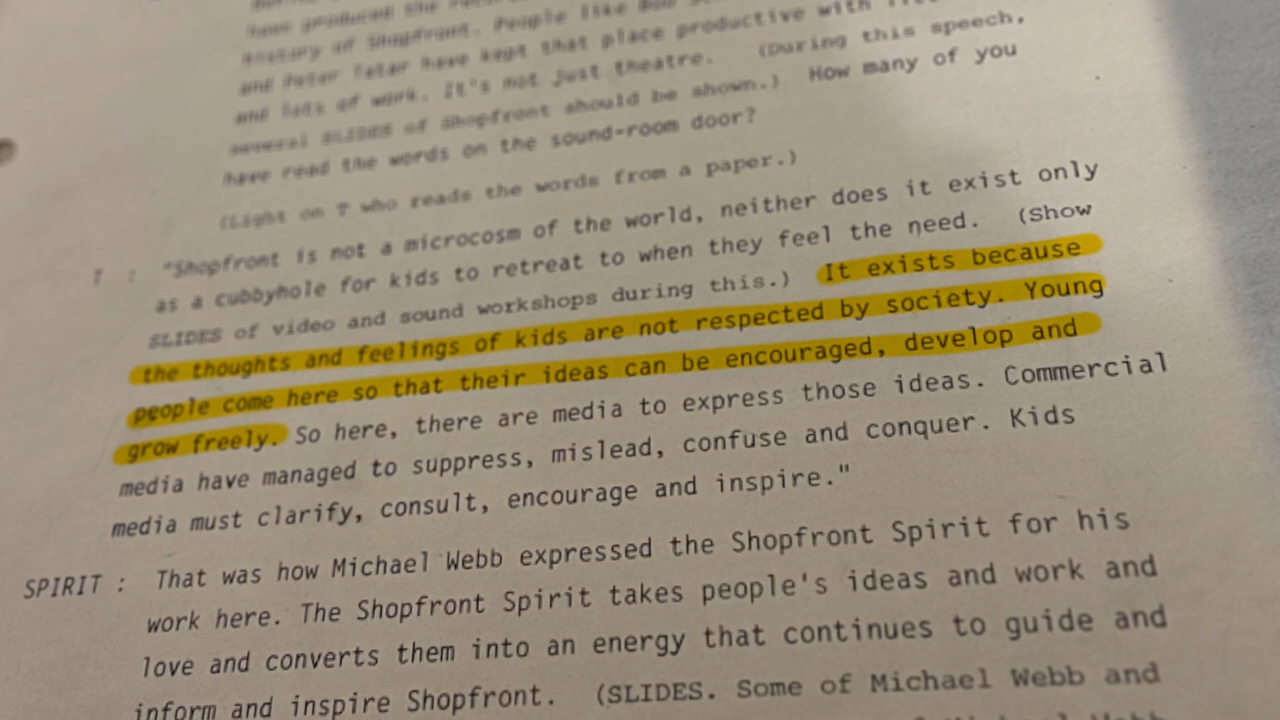 have produced the
history of Shopfront. People like
and Peter have kept that place productive with
and lots of work. It's not just theatre. (During this speech,
several SLIDES of Shopfront should be shown.) How many of you
have read the words on the sound-room door?
(Light on T who reads the words from a paper.)
T : "Shopfront is not a microcosm of the world, neither does it exist only
as a cubbyhole for kids to retreat to when they feel the need. (Show
SLIDES of video and sound workshops during this.) It exists because
the thoughts and feelings of kids are not respected by society. Young
people come here so that their ideas can be encouraged, develop and
grow freely. So here, there are media to express those ideas. Commercial
media have managed to suppress, mislead, confuse and conquer. Kids
media must clarify, consult, encourage and inspire."
SPIRIT : That was how Michael Webb expressed the Shopfront Spirit for his
work here. The Shopfront Spirit takes people's ideas and work and
love and converts them into an energy that continues to guide and
inform and inspire Shopfront. (SLIDES. Some of Michael Webb and